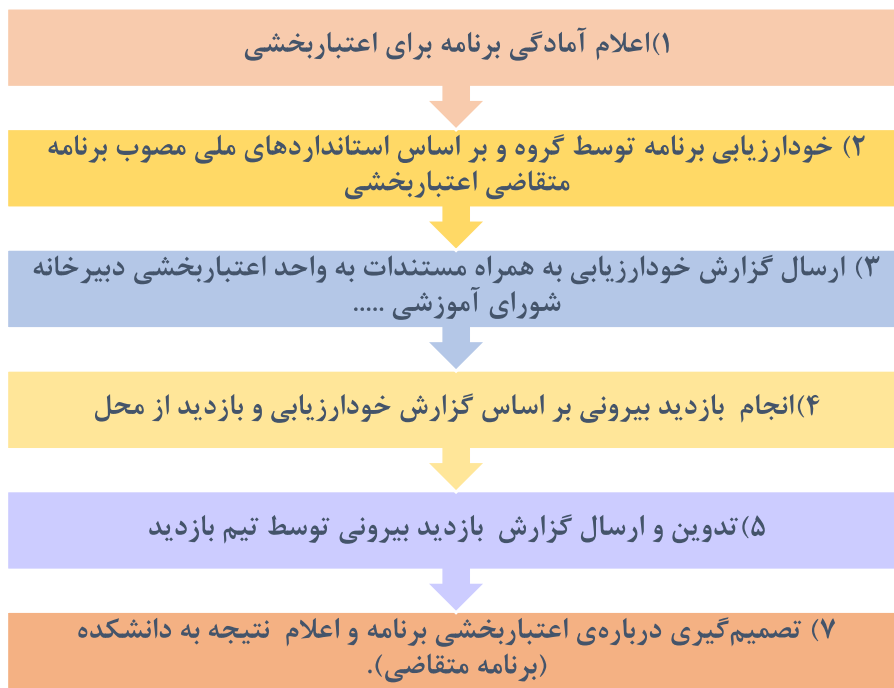 ۱)اعلام آمادگی برنامه برای اعتباربخشی
۲) خودارزیابی برنامه توسط گروه و بر اساس استانداردهای ملی مصوب برنامه
متقاضی اعتباربخشی
۳) ارسال گزارش خودارزیابی به همراه مستندات به واحد اعتباربخشی دبیرخانه
شورای آموزشی .....
۴)انجام بازدید بیرونی بر اساس گزارش خودارزیابی و بازدید از محل
۵)تدوین و ارسال گزارش بازدید بیرونی توسط تیم بازدید
۷) تصمیم‌گیری درباره‌ی اعتباربخشی برنامه و اعلام نتیجه به دانشکده
(برنامه متقاضی).